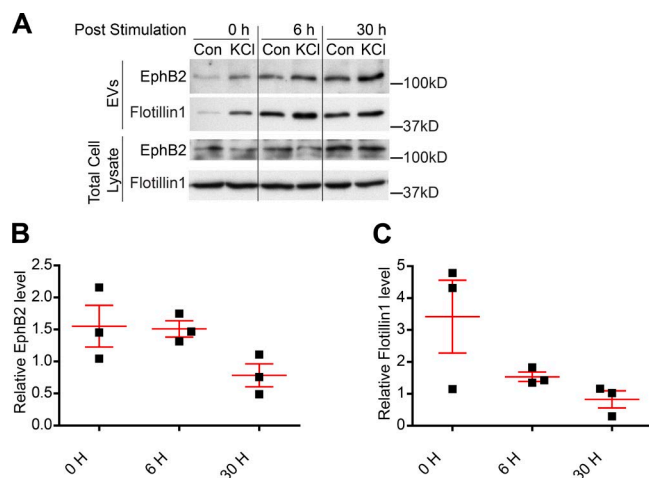 A
Post Stimulation 0 h 6 h 30 h
Con KCl Con KCl Con KCl
EVs
EphB2 100kD
Flotillin1 37kD
Total Cell Lysate
EphB2 100kD
Flotillin1 37kD
B
Relative EphB2 level
2.5
2.0
1.5
1.0
0.5
0.0
0 H 6 H 30 H
C
Relative Flotillin1 level
5
4
3
2
1
0
0 H 6 H 30 H